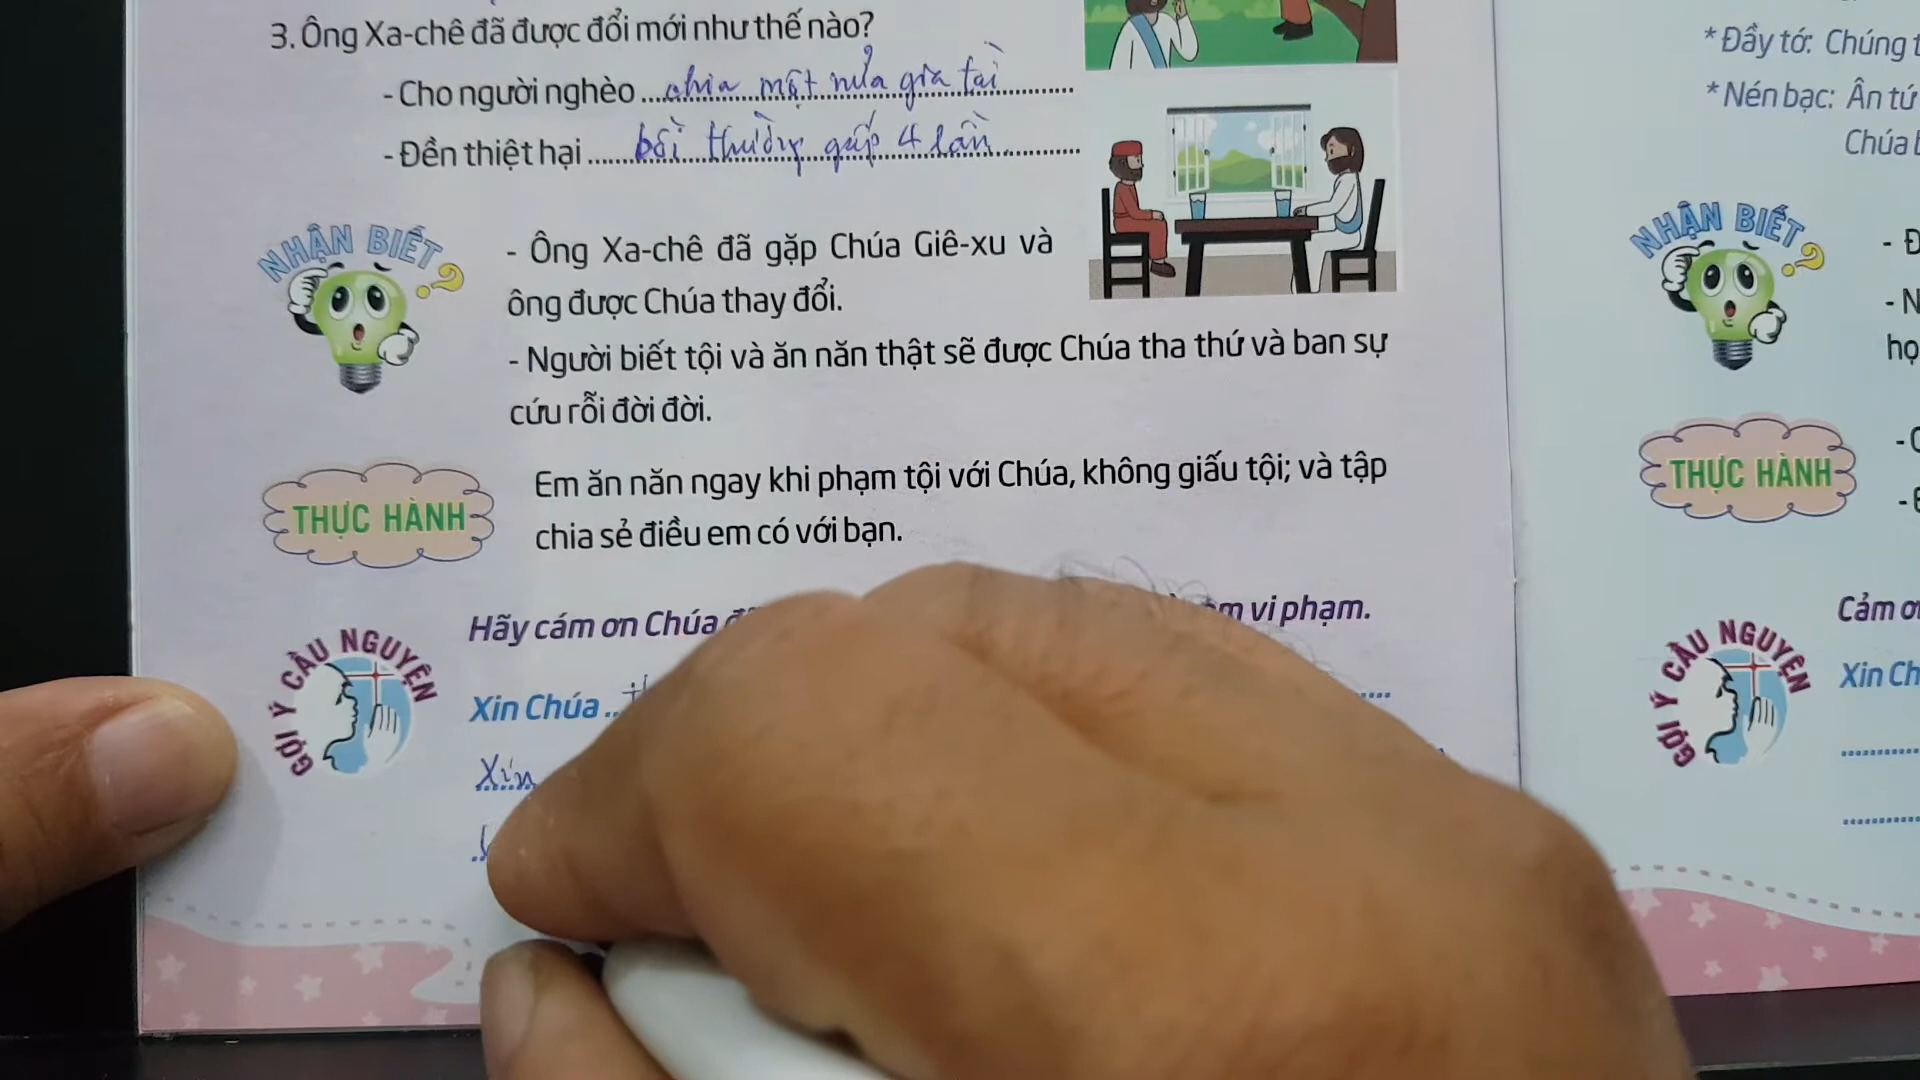 3. Ông Xa-chê đã được đổi mới như thế nào?
- Cho người nghèo ... chia một nửa gia tài
- Đền thiệt hại ... bồi thường gấp 4 lần
NHẬN BIẾT ?
- Ông Xa-chê đã gặp Chúa Giê-xu và
ông được Chúa thay đổi.
- Người biết tội và ăn năn thật sẽ được Chúa tha thứ và ban sự
cứu rỗi đời đời.
THỰC HÀNH
Em ăn năn ngay khi phạm tội với Chúa, không giấu tội; và tập
chia sẻ điều em có với bạn.
GỢI Ý CẦU NGUYỆN
Hãy cám ơn Chúa
vi phạm.
Xin Chúa ...
Xin
* Đầy tớ: Chúng
* Nén bạc: Ân tứ
Chúa
NHẬN BIẾT ?
THỰC HÀNH
GỢI Ý CẦU NGUYỆN
Cảm
Xin